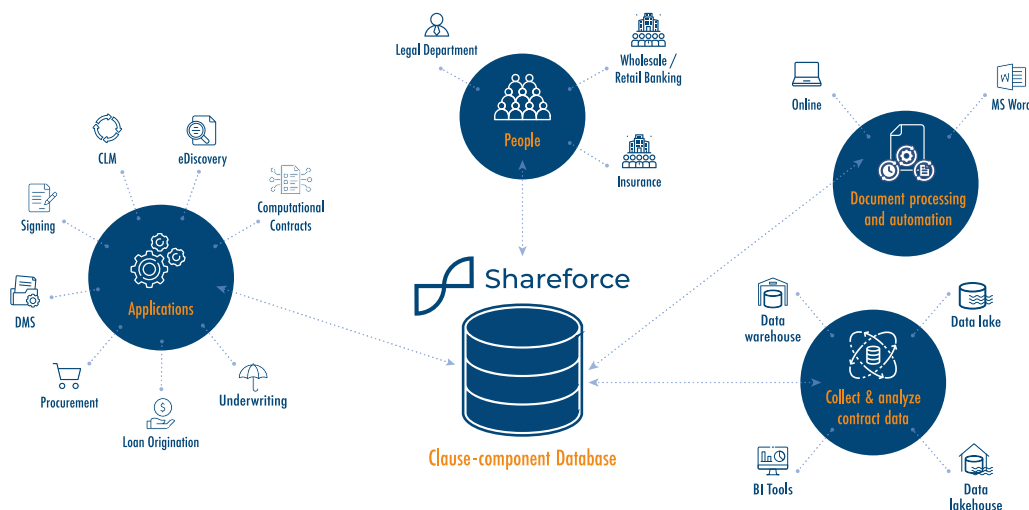 Legal Department
Wholesale /
Retail Banking
People
Insurance
Online
W
MS Word
Document processing
and automation
CLM
eDiscovery
Signing
Computational
Contracts
DMS
Applications
Procurement
$
Loan Origination
Underwriting
Shareforce
Clause-component Database
Data
warehouse
Data lake
Collect & analyze
contract data
BI Tools
Data
lakehouse